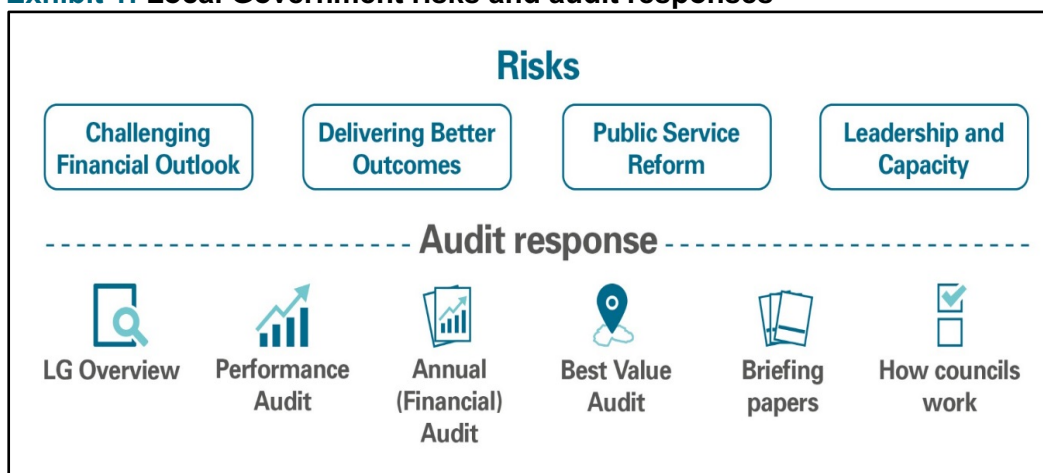 Exhibit 1: Local Government risks and audit responses
Risks
Challenging
Financial Outlook
Delivering Better
Outcomes
Public Service
Reform
Leadership and
Capacity
Audit response
LG Overview
Performance
Audit
Annual
(Financial)
Audit
Best Value
Audit
Briefing
papers
How councils
work